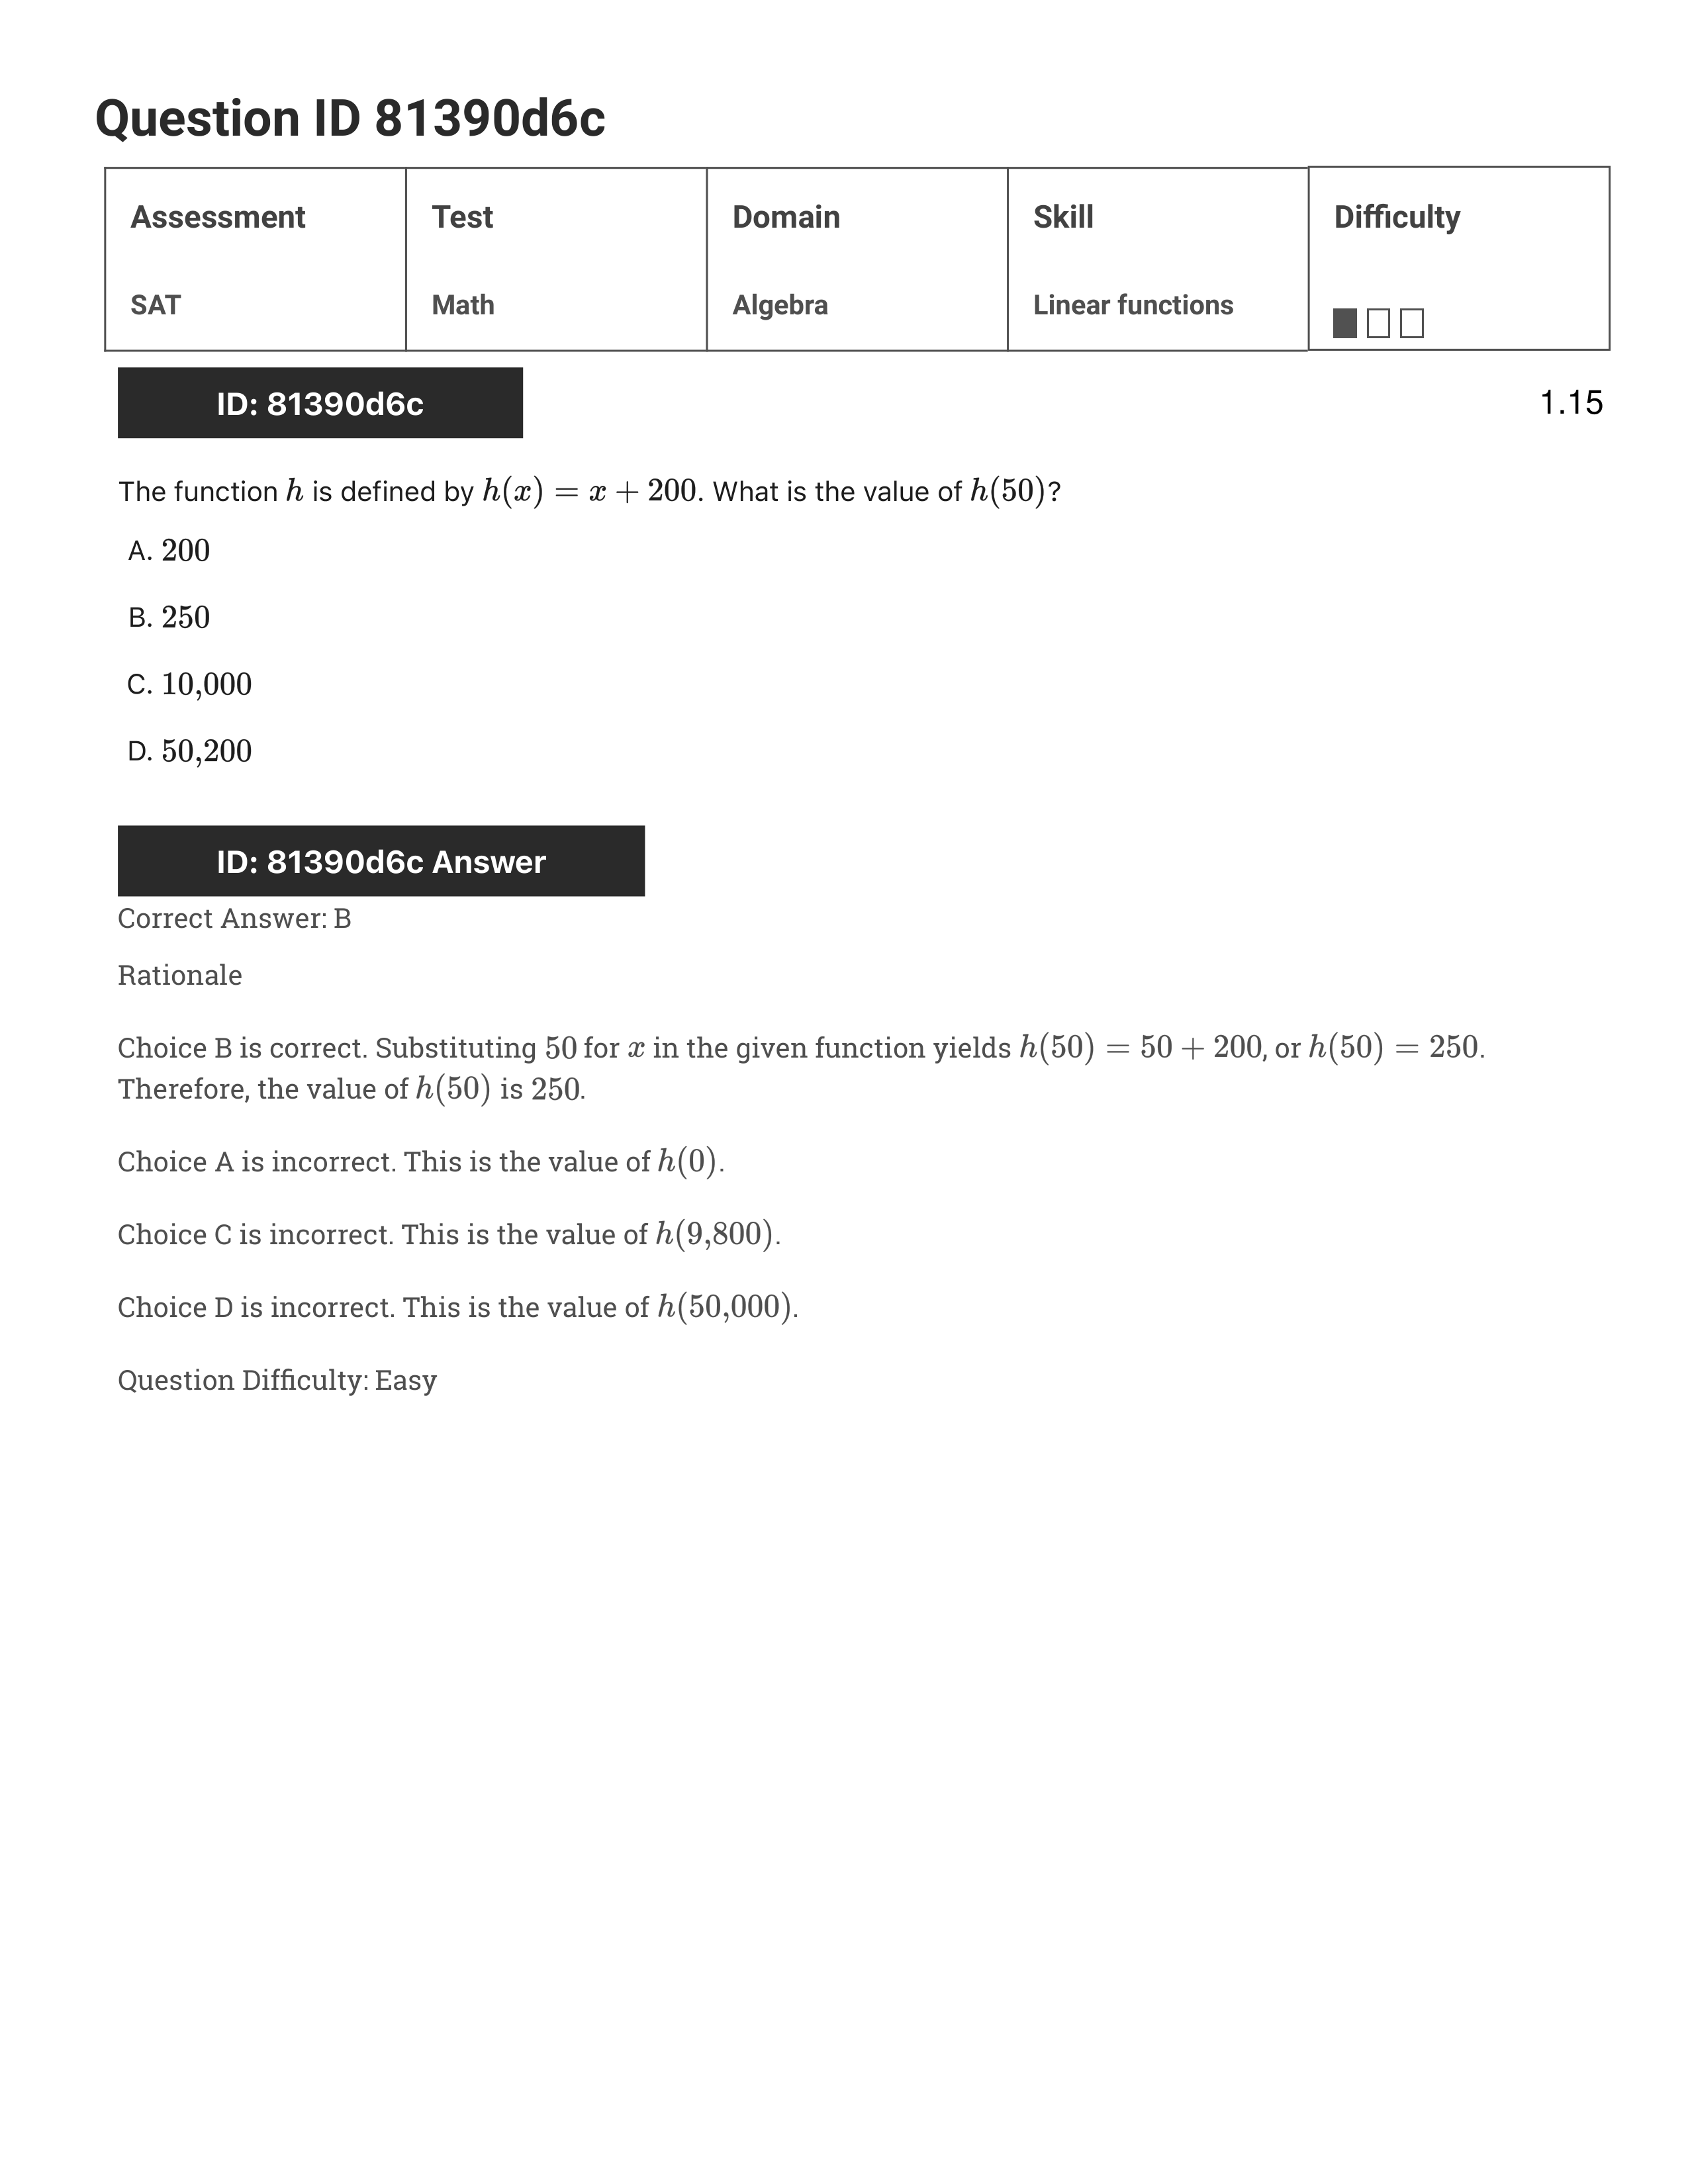 Question ID 81390d6c
Assessment Test Domain Skill Difficulty
SAT Math Algebra Linear functions
ID: 81390d6c 1.15
The function h is defined by h(x) = x + 200. What is the value of h(50)?
A. 200
B. 250
C. 10,000
D. 50,200
ID: 81390d6c Answer
Correct Answer: B
Rationale
Choice B is correct. Substituting 50 for x in the given function yields h(50) = 50 + 200, or h(50) = 250.
Therefore, the value of h(50) is 250.
Choice A is incorrect. This is the value of h(0).
Choice C is incorrect. This is the value of h(9,800).
Choice D is incorrect. This is the value of h(50,000).
Question Difficulty: Easy